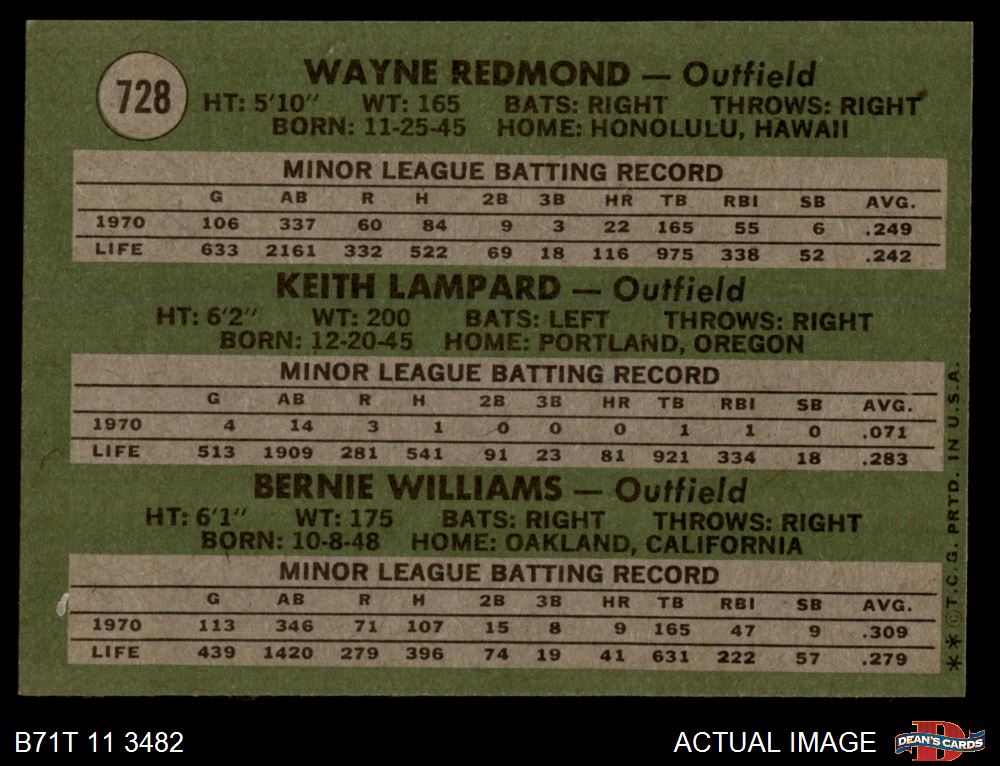 728
WAYNE REDMOND — Outfield
HT: 5'10" WT: 165 BATS: RIGHT THROWS: RIGHT
BORN: 11-25-45 HOME: HONOLULU, HAWAII
MINOR LEAGUE BATTING RECORD
G AB R H 2B 3B HR TB RBI SB AVG.
1970 106 337 60 84 9 3 22 165 55 6 .249
LIFE 633 2161 332 522 69 18 116 975 338 52 .242
KEITH LAMPARD — Outfield
HT: 6'2" WT: 200 BATS: LEFT THROWS: RIGHT
BORN: 12-20-45 HOME: PORTLAND, OREGON
MINOR LEAGUE BATTING RECORD
G AB R H 2B 3B HR TB RBI SB AVG.
1970 4 14 3 1 0 0 0 1 1 0 .071
LIFE 513 1909 281 541 91 23 81 921 334 18 .283
BERNIE WILLIAMS — Outfield
HT: 6'1" WT: 175 BATS: RIGHT THROWS: RIGHT
BORN: 10-8-48 HOME: OAKLAND, CALIFORNIA
MINOR LEAGUE BATTING RECORD
G AB R H 2B 3B HR TB RBI SB AVG.
1970 113 346 71 107 15 8 9 165 47 9 .309
LIFE 439 1420 279 396 74 19 41 631 222 57 .279
**©T.C.G. PRTD. IN U.S.A.
B71T 11 3482
ACTUAL IMAGE
DEAN'S CARDS